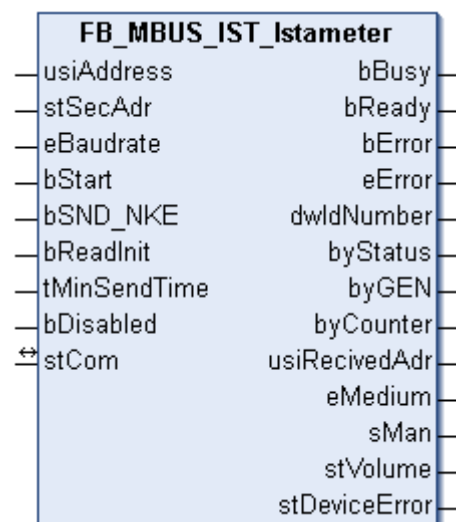 FB_MBUS_IST_Istameter
usiAddress bBusy
stSecAdr bReady
eBaudrate bError
bStart eError
bSND_NKE dwIdNumber
bReadInit byStatus
tMinSendTime byGEN
bDisabled byCounter
stCom usiRecivedAdr
eMedium
sMan
stVolume
stDeviceError